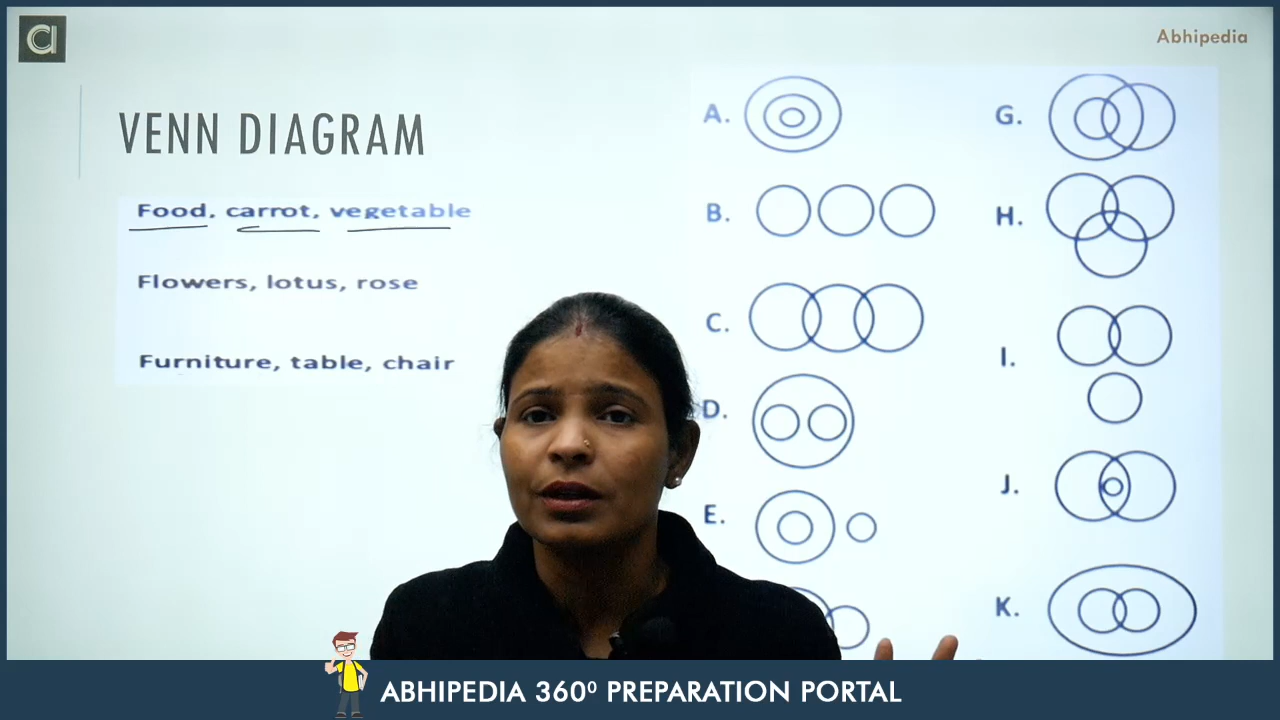 Abhipedia
VENN DIAGRAM
Food, carrot, vegetable
Flowers, lotus, rose
Furniture, table, chair
A.
B.
C.
D.
E.
G.
H.
I.
J.
K.
ABHIPEDIA 360⁰ PREPARATION PORTAL